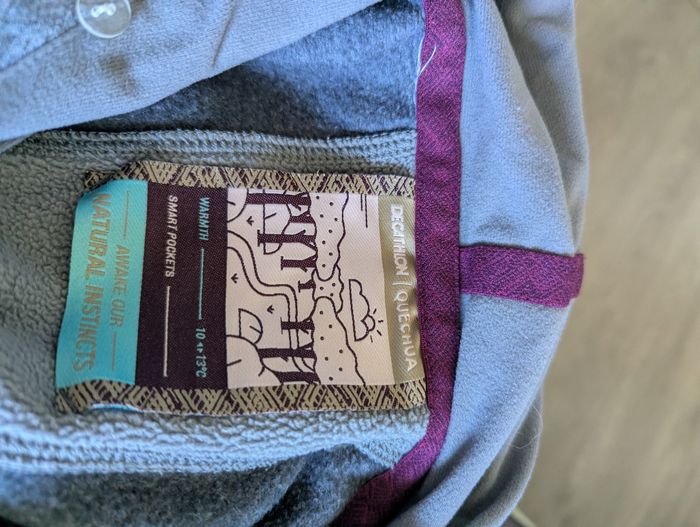 DECATHLON | QUECHUA
WARMTH 10 ↔ 13°C
SMART POCKETS
AWAKE OUR
NATURAL INSTINCTS